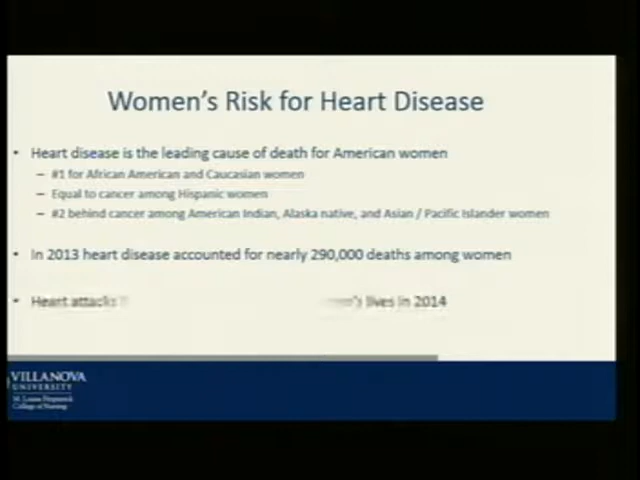 Women's Risk for Heart Disease
• Heart disease is the leading cause of death for American women
– #1 for African American and Caucasian women
– Equal to cancer among Hispanic women
– #2 behind cancer among American Indian, Alaska native, and Asian / Pacific Islander women
• In 2013 heart disease accounted for nearly 290,000 deaths among women
• Heart attacks lives in 2014
VILLANOVA
UNIVERSITY
M. Louise Fitzpatrick
College of Nursing